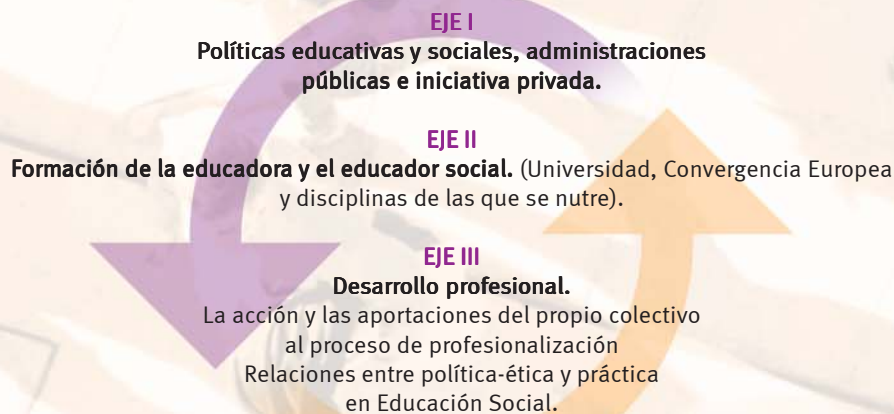 EJE I
Políticas educativas y sociales, administraciones
públicas e iniciativa privada.
EJE II
Formación de la educadora y el educador social. (Universidad, Convergencia Europea
y disciplinas de las que se nutre).
EJE III
Desarrollo profesional.
La acción y las aportaciones del propio colectivo
al proceso de profesionalización
Relaciones entre política-ética y práctica
en Educación Social.